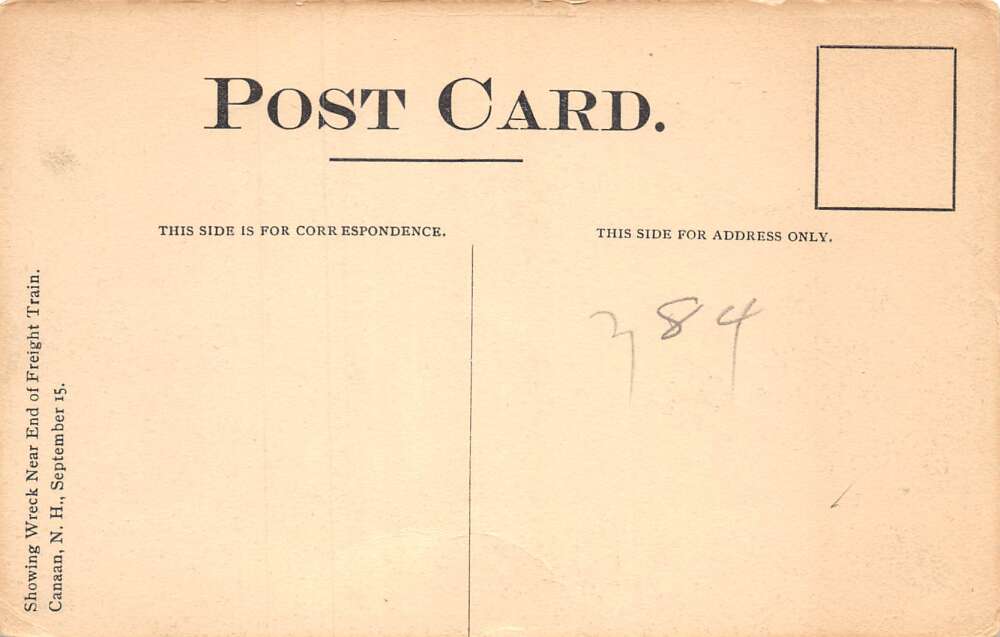 POST CARD.
THIS SIDE IS FOR CORRESPONDENCE.
THIS SIDE FOR ADDRESS ONLY.
Showing Wreck Near End of Freight Train.
Canaan, N. H., September 15.
784